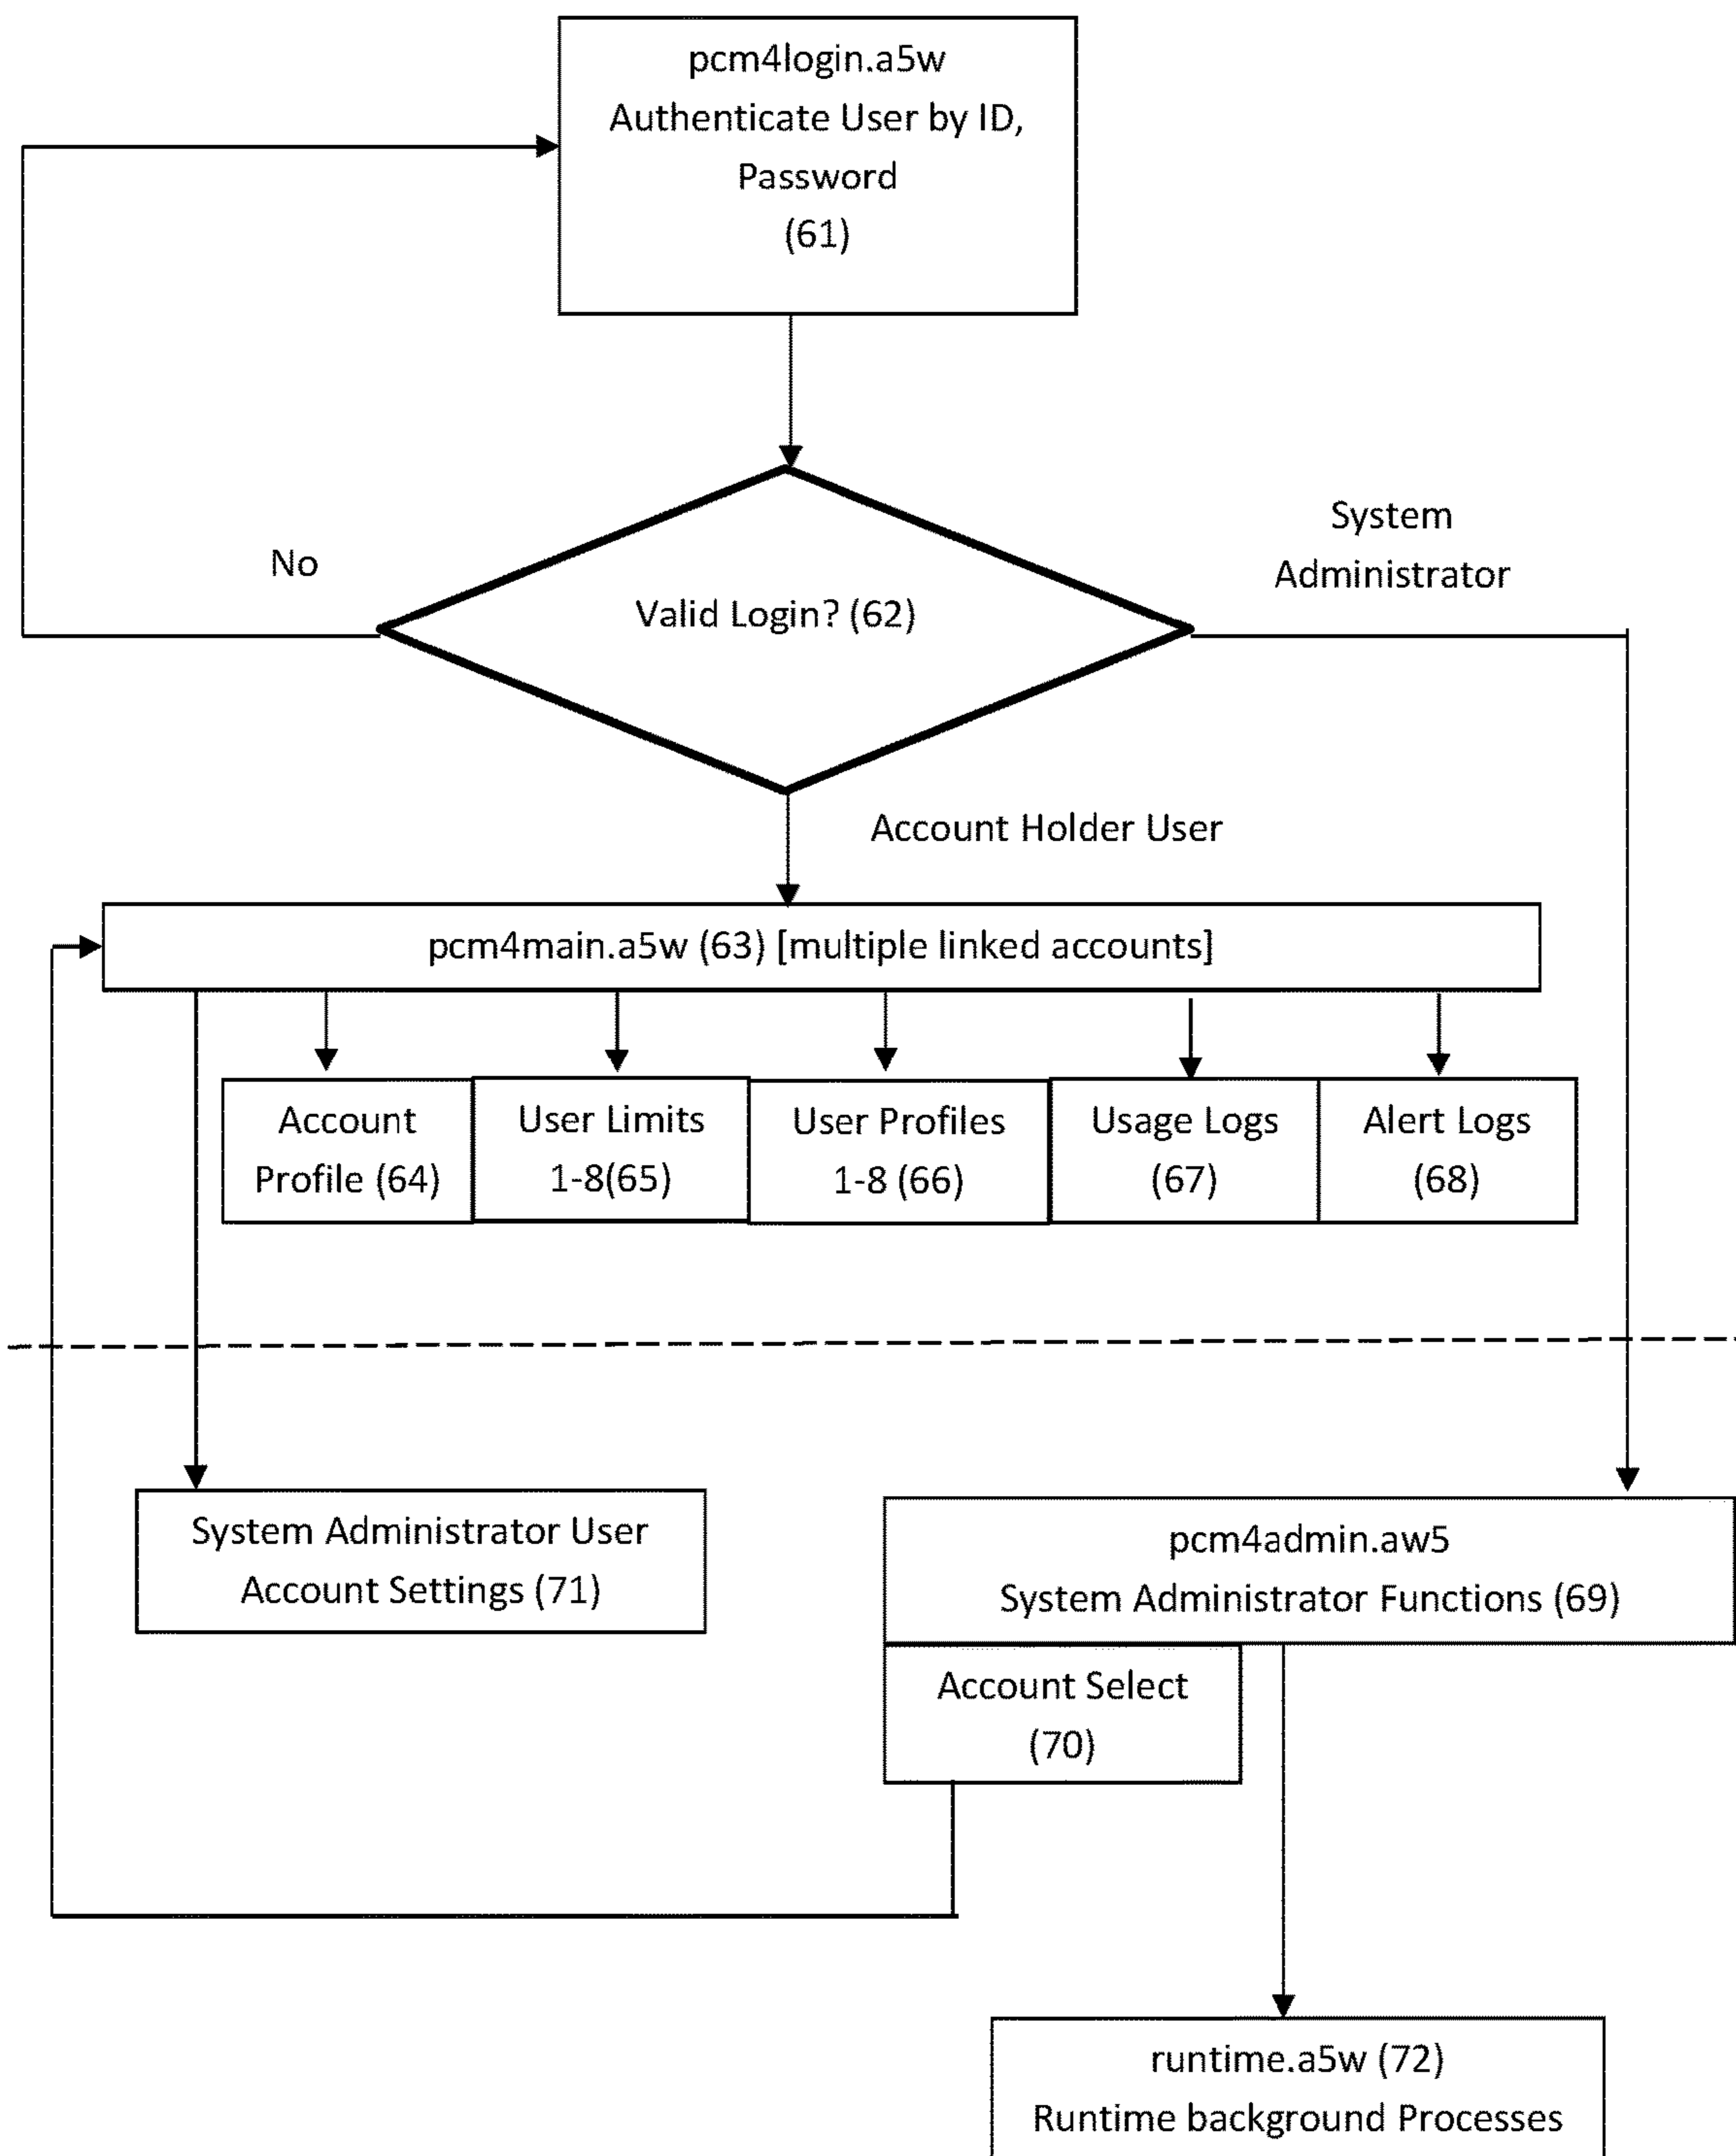 pcm4login.a5w
Authenticate User by ID,
Password
(61)
No
Valid Login? (62)
System
Administrator
Account Holder User
pcm4main.a5w (63) [multiple linked accounts]
Account
Profile (64)
User Limits
1-8(65)
User Profiles
1-8 (66)
Usage Logs
(67)
Alert Logs
(68)
System Administrator User
Account Settings (71)
pcm4admin.aw5
System Administrator Functions (69)
Account Select
(70)
runtime.a5w (72)
Runtime background Processes